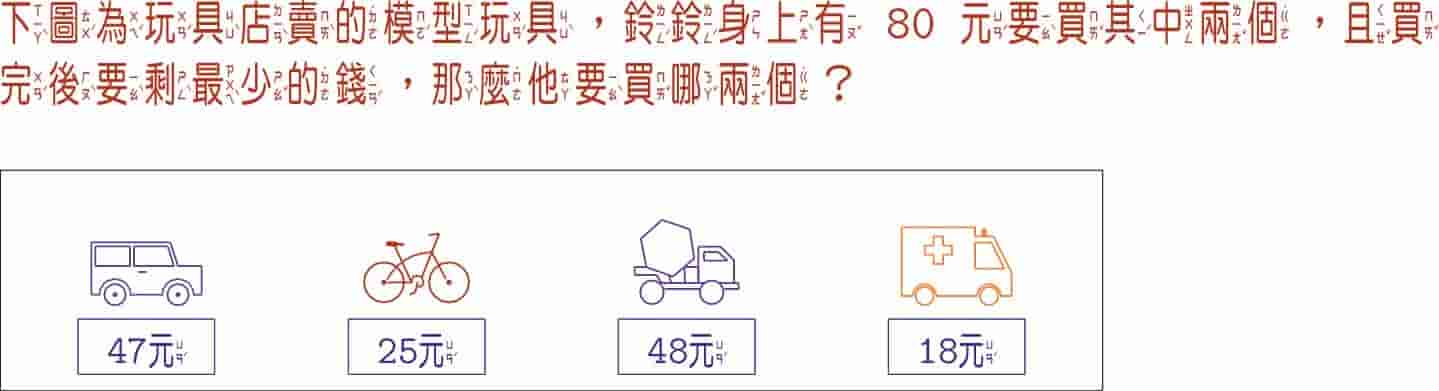 下圖為玩具店賣的模型玩具，鈴鈴身上有 80 元要買其中兩個，且買
完後要剩最少的錢，那麼他要買哪兩個？
47元 25元 48元 18元